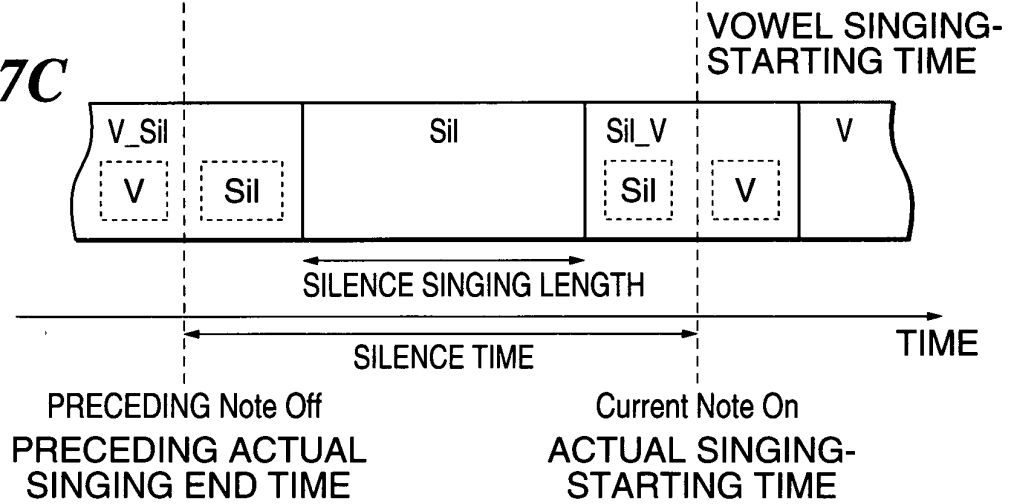 VOWEL SINGING-
STARTING TIME
7C
V_Sil Sil Sil_V V
V Sil Sil V
SILENCE SINGING LENGTH
TIME
SILENCE TIME
PRECEDING Note Off
PRECEDING ACTUAL
SINGING END TIME
Current Note On
ACTUAL SINGING-
STARTING TIME